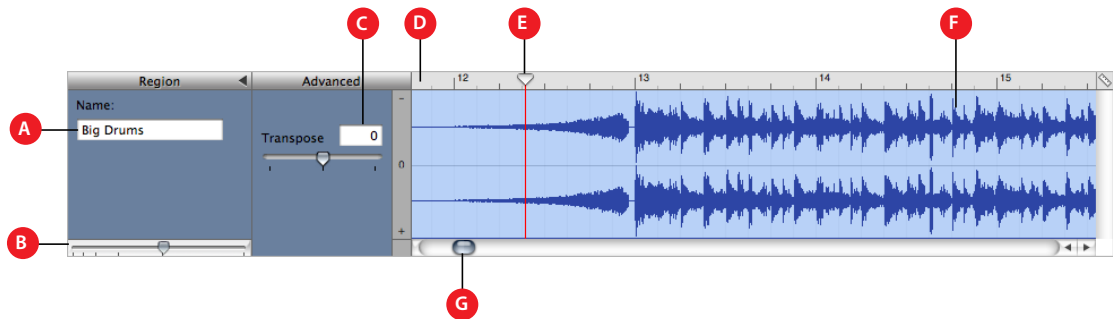 C
D
E
F
Region
Advanced
12
13
14
15
Name:
A
Big Drums
Transpose
0
-
0
+
B
G